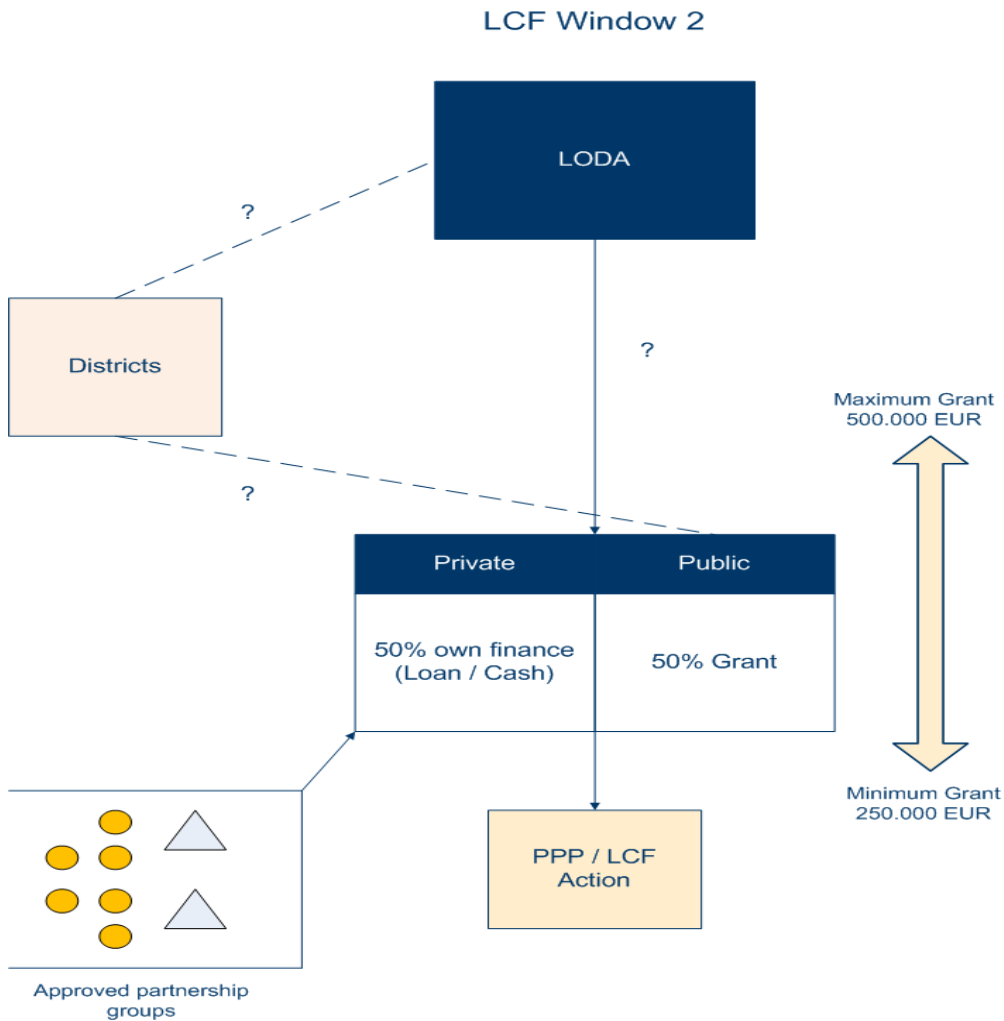 LCF Window 2
LODA
?
Districts
?
Maximum Grant
500.000 EUR
?
Private
Public
50% own finance
(Loan / Cash)
50% Grant
Minimum Grant
250.000 EUR
PPP / LCF
Action
Approved partnership
groups